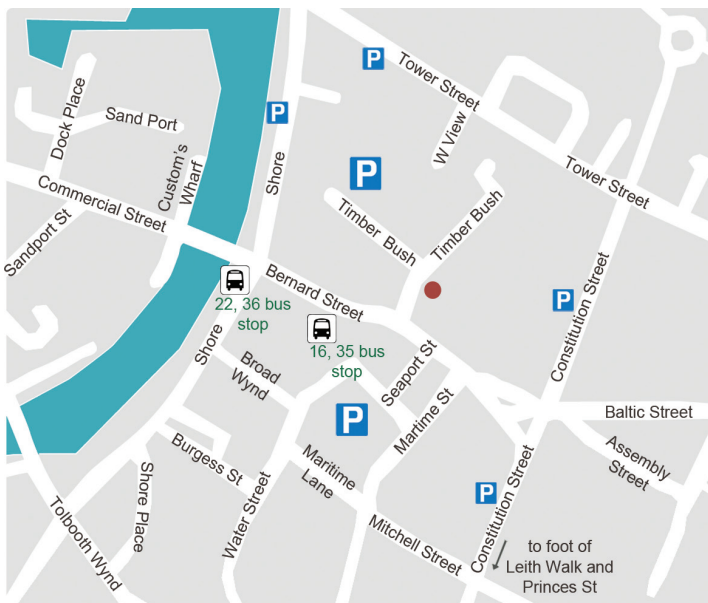 P
Tower Street
Dock Place
Sand Port
W View
P
Shore
Custom's
Wharf
P
Tower Street
Commercial Street
Sandport St
Timber Bush
Timber Bush
Bernard Street
22, 36 bus
stop
P
Constitution Street
16, 35 bus
stop
Shore
Broad
Wynd
Seaport St
Martime St
P
Baltic Street
Assembly
Street
Burgess St
Maritime
Lane
Shore Place
Water Street
P
Constitution Street
Tolbooth Wynd
Mitchell Street
to foot of
Leith Walk and
Princes St